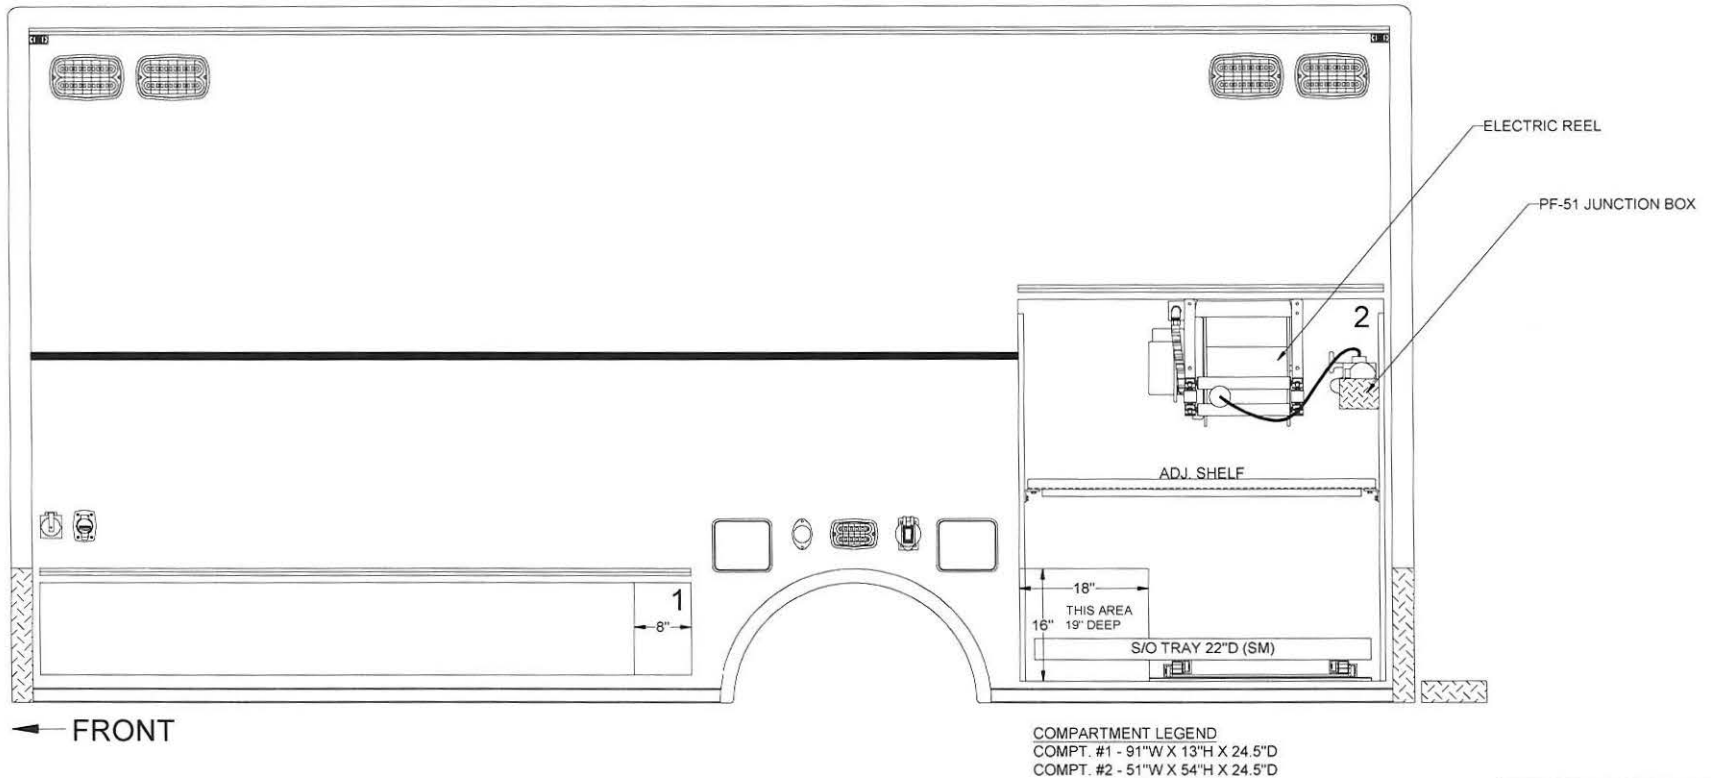 ELECTRIC REEL
PF-51 JUNCTION BOX
2
ADJ. SHELF
1
8"
18"
THIS AREA
16" 19" DEEP
S/O TRAY 22"D (SM)
FRONT
COMPARTMENT LEGEND
COMPT. #1 - 91"W X 13"H X 24.5"D
COMPT. #2 - 51"W X 54"H X 24.5"D